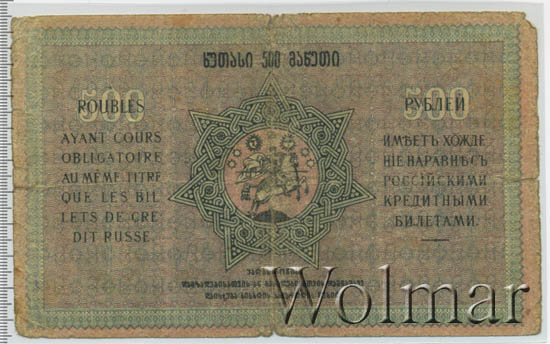 ხუთასი 500 მანეთი
500
ROUBLES
AYANT COURS
OBLIGATOIRE
AU MÊME TITRE
QUE LES BIL
LETS DE CRE
DIT RUSSE.
500
РУБЛЕЙ
ИМѢЕТЪ ХОЖДЕ
НІЕ НАРАВНѢ СЪ
РОССІЙСКИМИ
КРЕДИТНЫМИ
БИЛЕТАМИ.
Wolmar